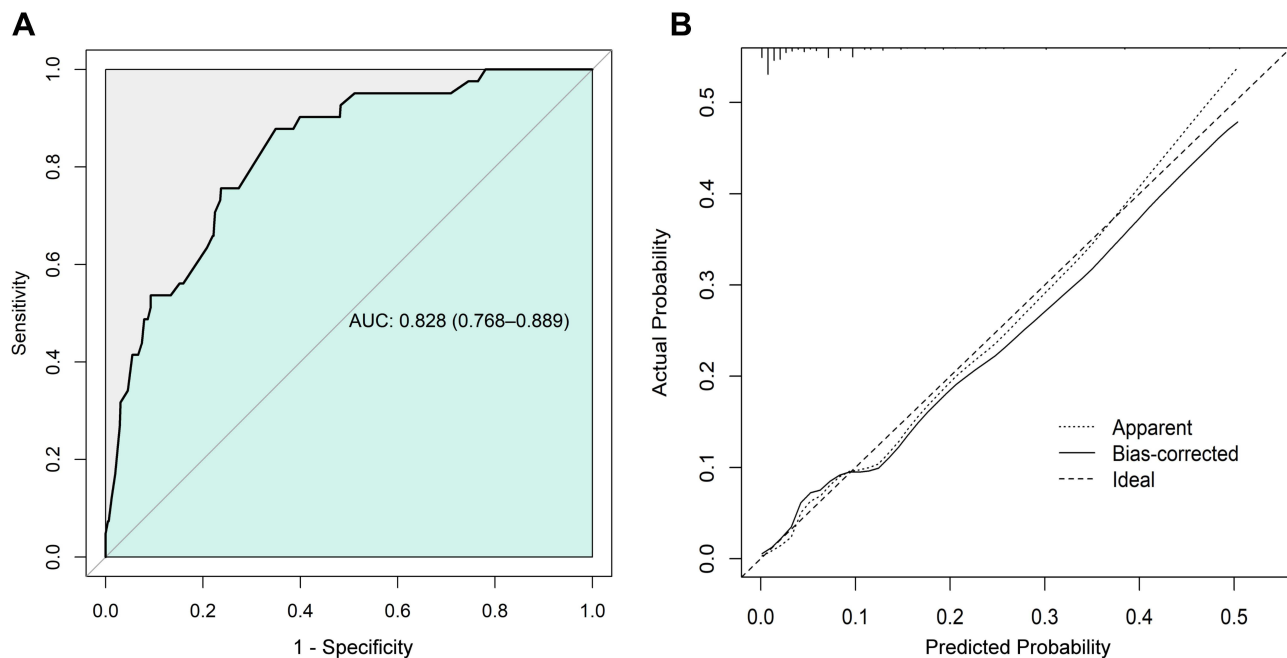 A
Sensitivity
1.0
0.8
0.6
0.4
0.2
0.0
AUC: 0.828 (0.768–0.889)
0.0 0.2 0.4 0.6 0.8 1.0
1 - Specificity
B
Actual Probability
0.5
0.4
0.3
0.2
0.1
0.0
Apparent
Bias-corrected
Ideal
0.0 0.1 0.2 0.3 0.4 0.5
Predicted Probability